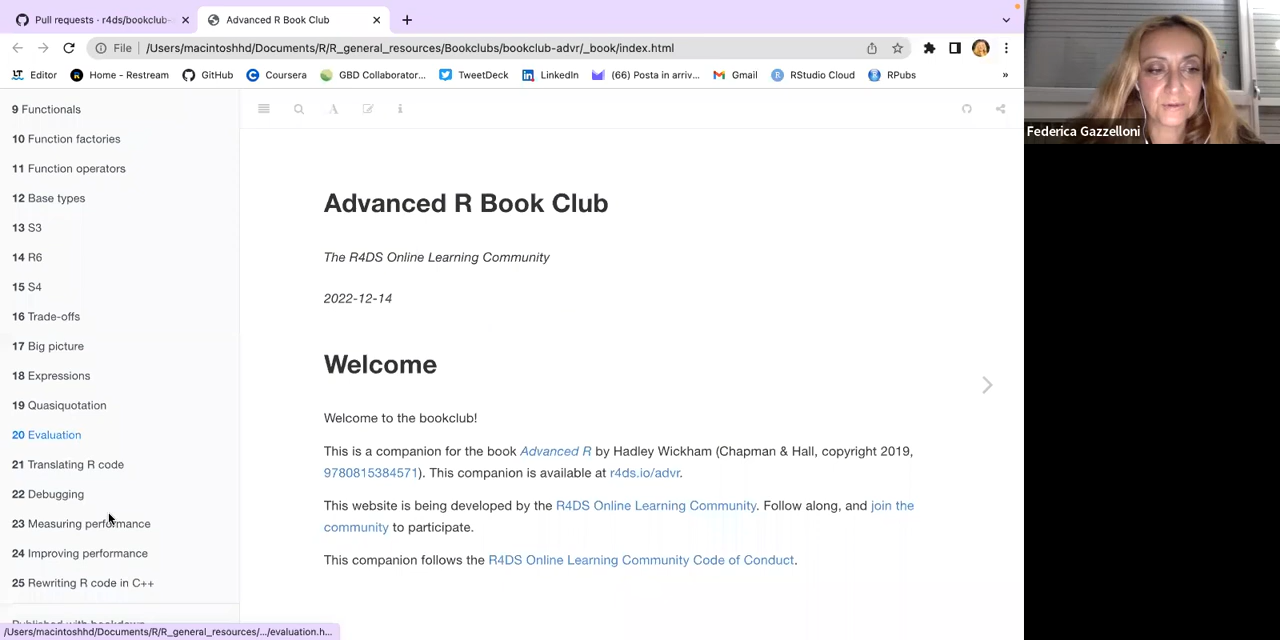 Pull requests · r4ds/bookclub-
Advanced R Book Club
File
/Users/macintoshhd/Documents/R/R_general_resources/Bookclubs/bookclub-advr/_book/index.html
Editor
Home - Restream
GitHub
Coursera
GBD Collaborator...
TweetDeck
LinkedIn
(66) Posta in arriv...
Gmail
RStudio Cloud
RPubs
»
Federica Gazzelloni
9 Functionals
10 Function factories
11 Function operators
12 Base types
13 S3
14 R6
15 S4
16 Trade-offs
17 Big picture
18 Expressions
19 Quasiquotation
20 Evaluation
21 Translating R code
22 Debugging
23 Measuring performance
24 Improving performance
25 Rewriting R code in C++
Published with bookdown
/Users/macintoshhd/Documents/R/R_general_resources/.../evaluation.h...
Advanced R Book Club
The R4DS Online Learning Community
2022-12-14
Welcome
Welcome to the bookclub!
This is a companion for the book Advanced R by Hadley Wickham (Chapman & Hall, copyright 2019,
9780815384571). This companion is available at r4ds.io/advr.
This website is being developed by the R4DS Online Learning Community. Follow along, and join the
community to participate.
This companion follows the R4DS Online Learning Community Code of Conduct.